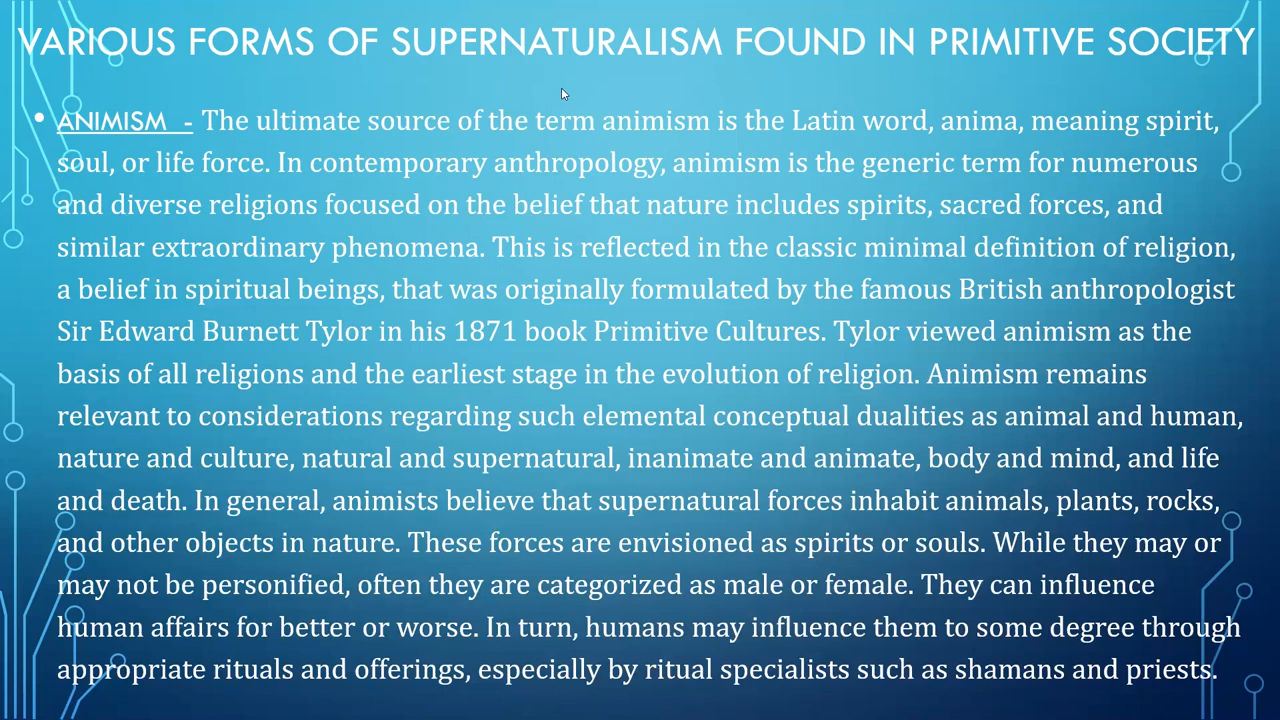 VARIOUS FORMS OF SUPERNATURALISM FOUND IN PRIMITIVE SOCIETY
• ANIMISM - The ultimate source of the term animism is the Latin word, anima, meaning spirit,
soul, or life force. In contemporary anthropology, animism is the generic term for numerous
and diverse religions focused on the belief that nature includes spirits, sacred forces, and
similar extraordinary phenomena. This is reflected in the classic minimal definition of religion,
a belief in spiritual beings, that was originally formulated by the famous British anthropologist
Sir Edward Burnett Tylor in his 1871 book Primitive Cultures. Tylor viewed animism as the
basis of all religions and the earliest stage in the evolution of religion. Animism remains
relevant to considerations regarding such elemental conceptual dualities as animal and human,
nature and culture, natural and supernatural, inanimate and animate, body and mind, and life
and death. In general, animists believe that supernatural forces inhabit animals, plants, rocks,
and other objects in nature. These forces are envisioned as spirits or souls. While they may or
may not be personified, often they are categorized as male or female. They can influence
human affairs for better or worse. In turn, humans may influence them to some degree through
appropriate rituals and offerings, especially by ritual specialists such as shamans and priests.